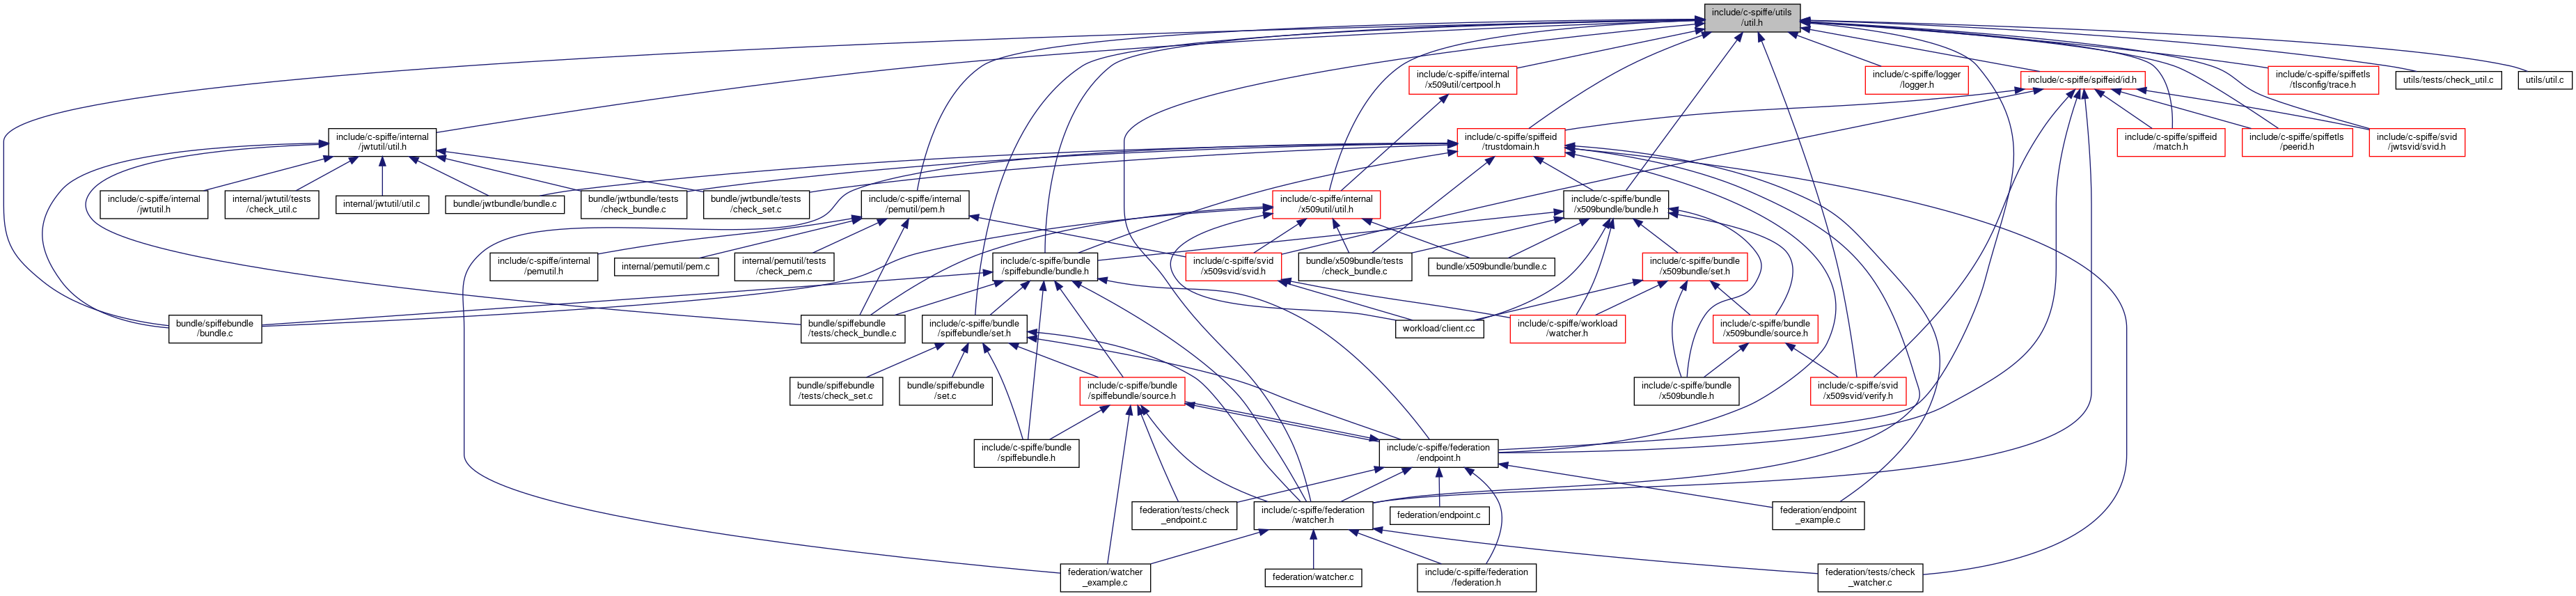 include/c-spiffe/utils
/util.h
include/c-spiffe/internal
/x509util/certpool.h
include/c-spiffe/logger
/logger.h
include/c-spiffe/spiffeid/id.h
include/c-spiffe/spiffetls
/tlsconfig/trace.h
utils/tests/check_util.c
utils/util.c
include/c-spiffe/internal
/jwtutil/util.h
include/c-spiffe/spiffeid
/trustdomain.h
include/c-spiffe/spiffeid
/match.h
include/c-spiffe/spiffetls
/peerid.h
include/c-spiffe/svid
/jwtsvid/svid.h
include/c-spiffe/internal
/jwtutil.h
internal/jwtutil/tests
/check_util.c
internal/jwtutil/util.c
bundle/jwtbundle/bundle.c
bundle/jwtbundle/tests
/check_bundle.c
bundle/jwtbundle/tests
/check_set.c
include/c-spiffe/internal
/pemutil/pem.h
include/c-spiffe/internal
/x509util/util.h
include/c-spiffe/bundle
/x509bundle/bundle.h
include/c-spiffe/internal
/pemutil.h
internal/pemutil/pem.c
internal/pemutil/tests
/check_pem.c
include/c-spiffe/bundle
/spiffebundle/bundle.h
include/c-spiffe/svid
/x509svid/svid.h
bundle/x509bundle/tests
/check_bundle.c
bundle/x509bundle/bundle.c
include/c-spiffe/bundle
/x509bundle/set.h
bundle/spiffebundle
/bundle.c
bundle/spiffebundle
/tests/check_bundle.c
include/c-spiffe/bundle
/spiffebundle/set.h
workload/client.cc
include/c-spiffe/workload
/watcher.h
include/c-spiffe/bundle
/x509bundle/source.h
bundle/spiffebundle
/tests/check_set.c
bundle/spiffebundle
/set.c
include/c-spiffe/bundle
/spiffebundle/source.h
include/c-spiffe/bundle
/x509bundle.h
include/c-spiffe/svid
/x509svid/verify.h
include/c-spiffe/bundle
/spiffebundle.h
include/c-spiffe/federation
/endpoint.h
federation/tests/check
_endpoint.c
include/c-spiffe/federation
/watcher.h
federation/endpoint.c
federation/endpoint
_example.c
federation/watcher
_example.c
federation/watcher.c
include/c-spiffe/federation
/federation.h
federation/tests/check
_watcher.c